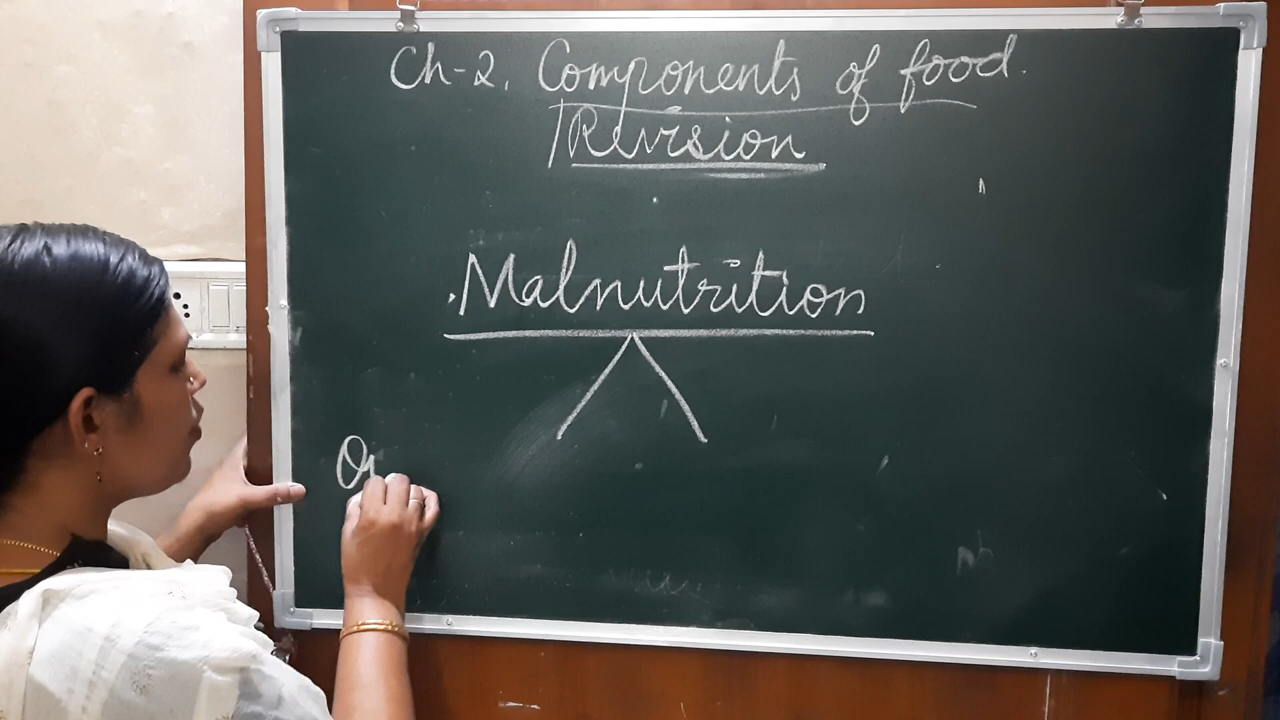 Ch-2. Components of food.
Revision
Malnutrition